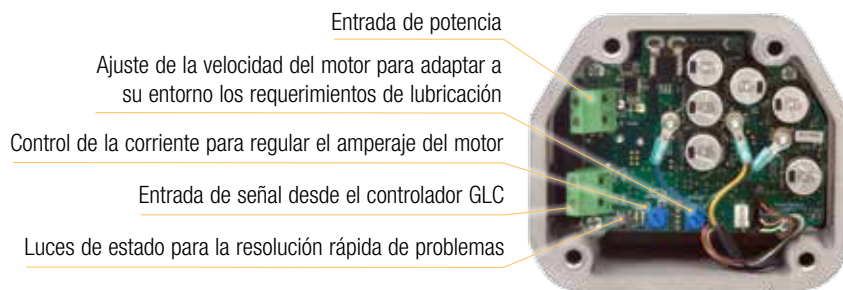 Entrada de potencia
Ajuste de la velocidad del motor para adaptar a
su entorno los requerimientos de lubricación
Control de la corriente para regular el amperaje del motor
Entrada de señal desde el controlador GLC
Luces de estado para la resolución rápida de problemas